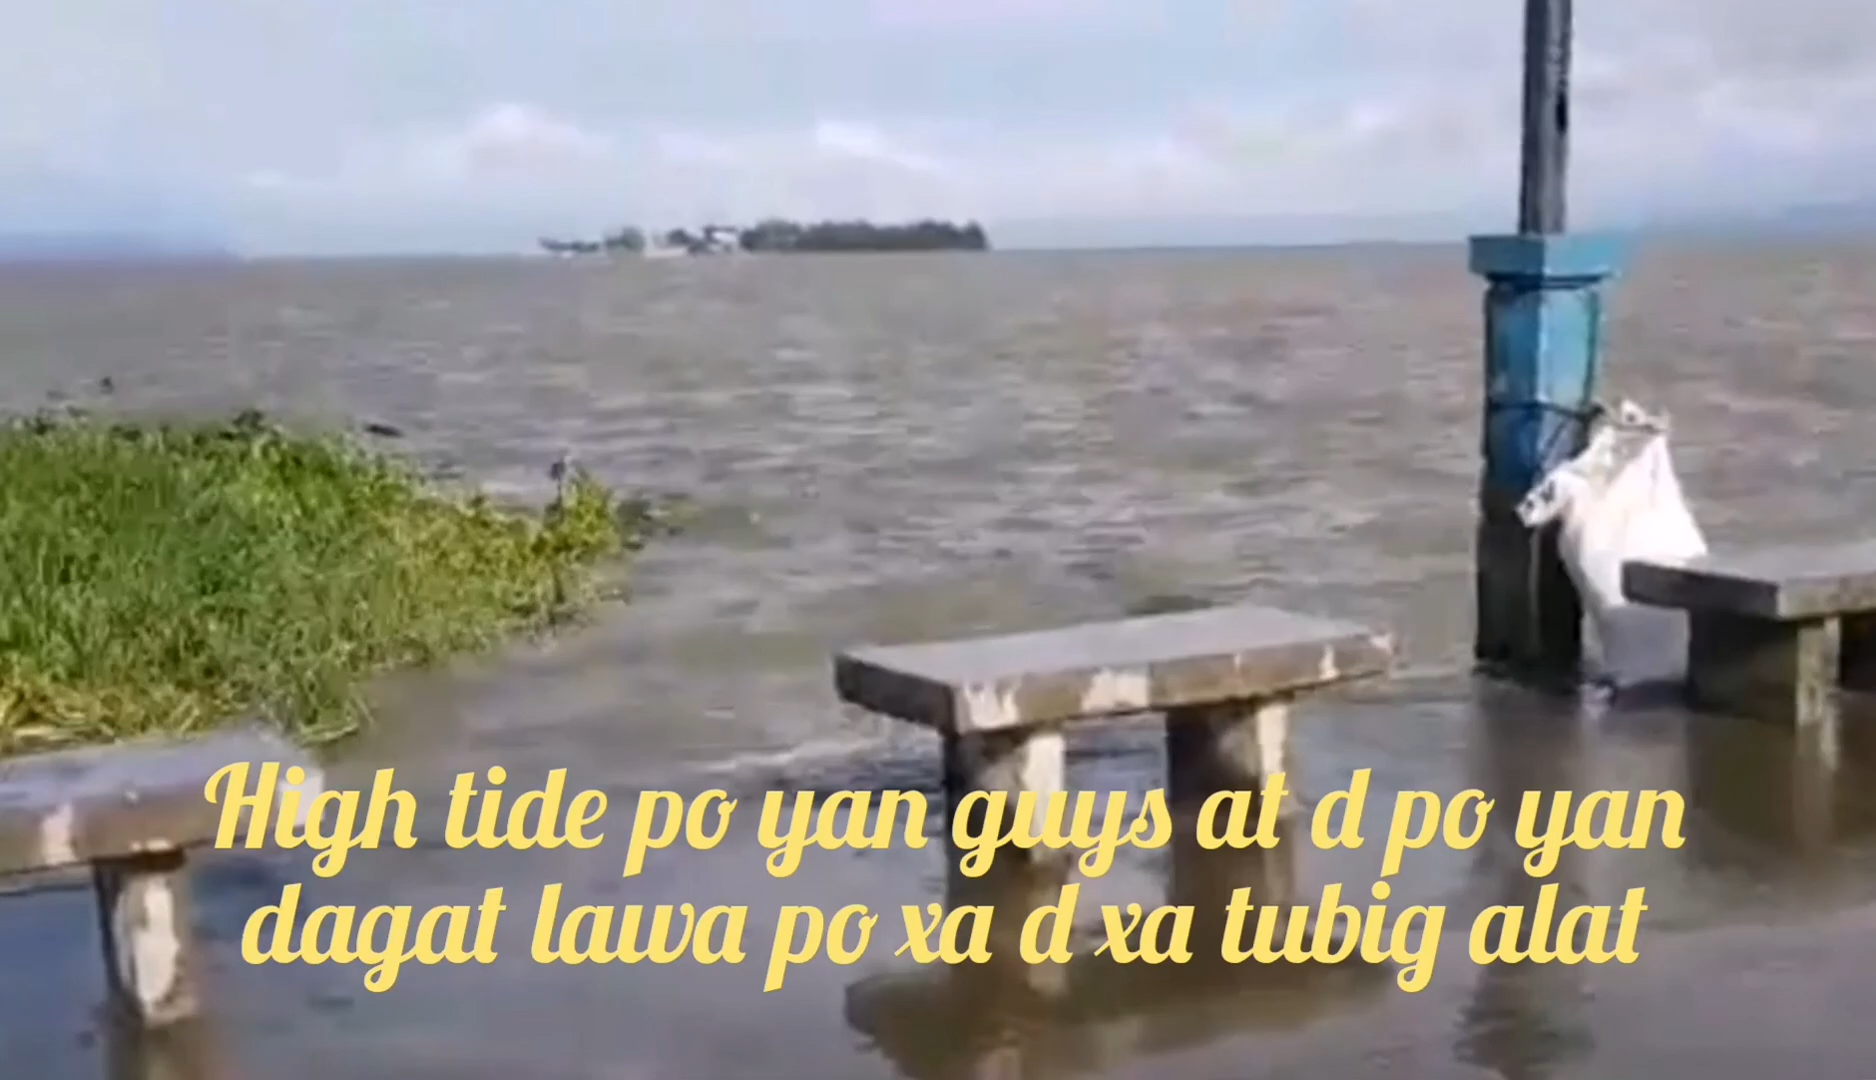 High tide po yan guys at d po yan
dagat lawa po xa d xa tubig alat